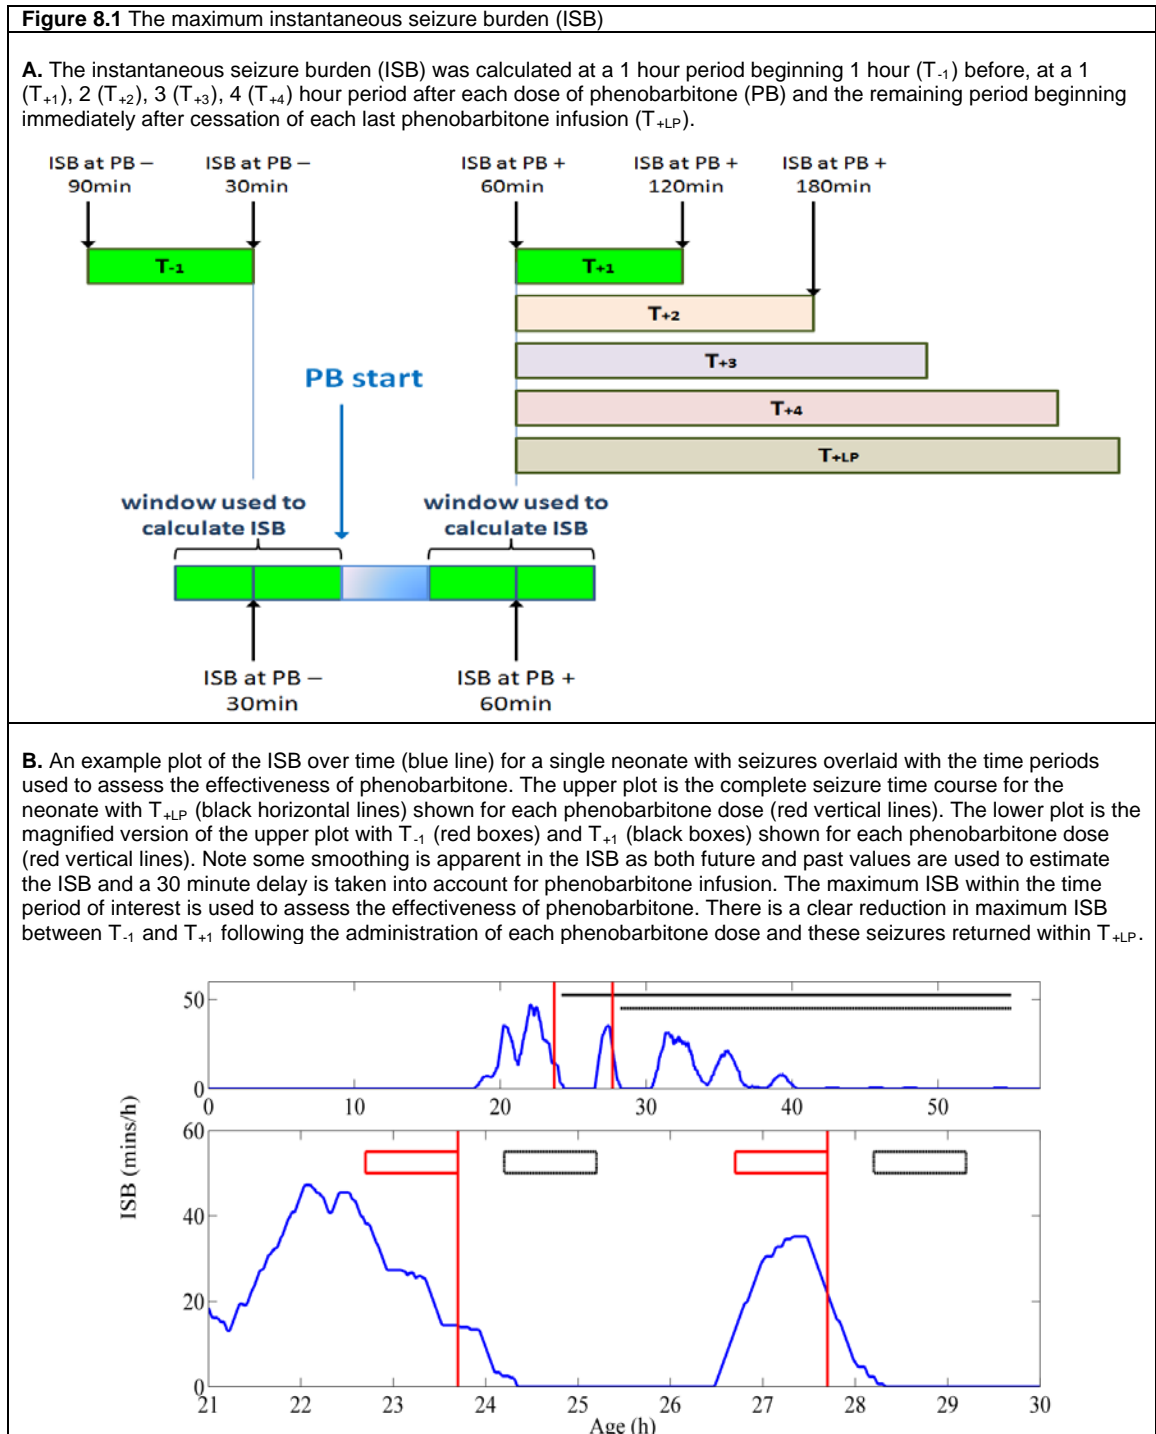 Figure 8.1 The maximum instantaneous seizure burden (ISB)
A. The instantaneous seizure burden (ISB) was calculated at a 1 hour period beginning 1 hour (T-1) before, at a 1
(T+1), 2 (T+2), 3 (T+3), 4 (T+4) hour period after each dose of phenobarbitone (PB) and the remaining period beginning
immediately after cessation of each last phenobarbitone infusion (T+LP).
ISB at PB – ISB at PB – ISB at PB + ISB at PB + ISB at PB +
90min 30min 60min 120min 180min
T-1 T+1
T+2
T+3
PB start
T+4
T+LP
window used to window used to
calculate ISB calculate ISB
ISB at PB – ISB at PB +
30min 60min
B. An example plot of the ISB over time (blue line) for a single neonate with seizures overlaid with the time periods
used to assess the effectiveness of phenobarbitone. The upper plot is the complete seizure time course for the
neonate with T+LP (black horizontal lines) shown for each phenobarbitone dose (red vertical lines). The lower plot is the
magnified version of the upper plot with T-1 (red boxes) and T+1 (black boxes) shown for each phenobarbitone dose
(red vertical lines). Note some smoothing is apparent in the ISB as both future and past values are used to estimate
the ISB and a 30 minute delay is taken into account for phenobarbitone infusion. The maximum ISB within the time
period of interest is used to assess the effectiveness of phenobarbitone. There is a clear reduction in maximum ISB
between T-1 and T+1 following the administration of each phenobarbitone dose and these seizures returned within T+LP.
50
0
0 10 20 30 40 50
ISB (mins/h)
60
40
20
0
21 22 23 24 25 26 27 28 29 30
Age (h)